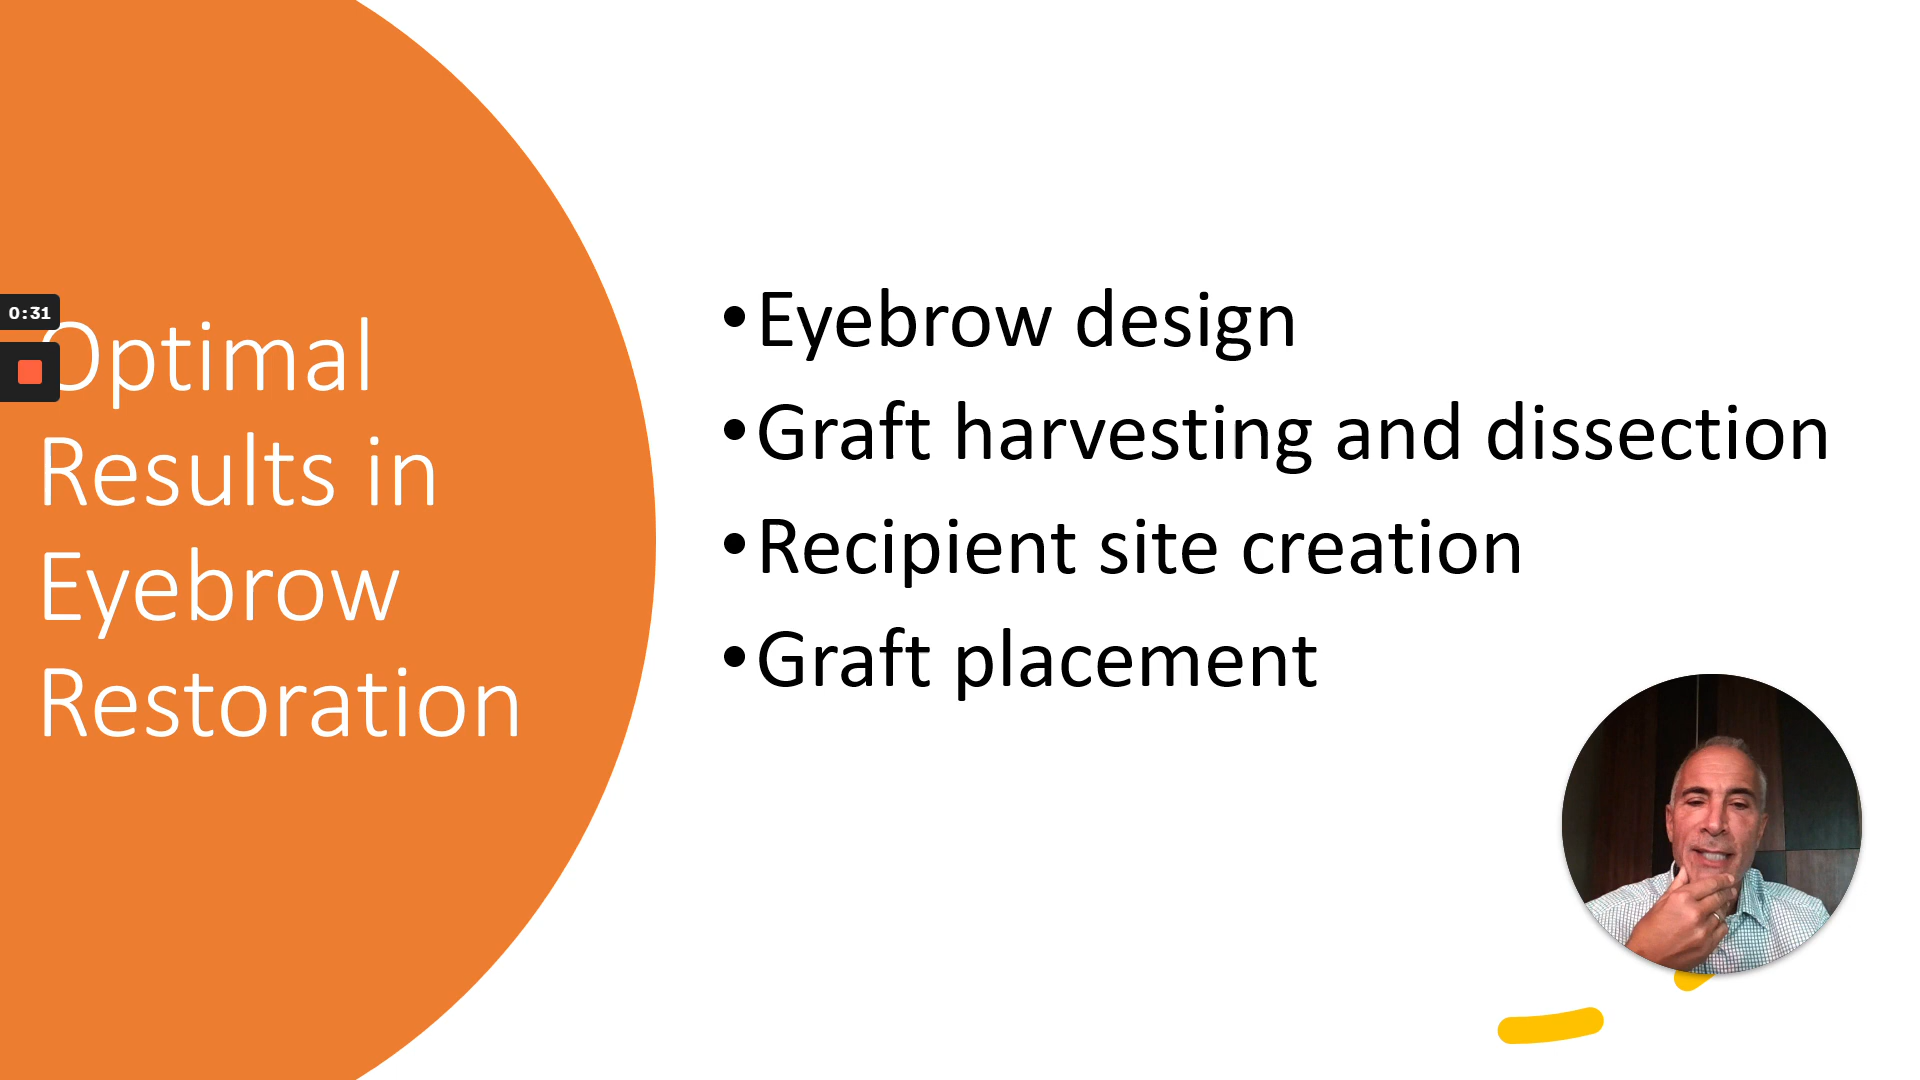 0:31
Optimal
Results in
Eyebrow
Restoration
•Eyebrow design
•Graft harvesting and dissection
•Recipient site creation
•Graft placement